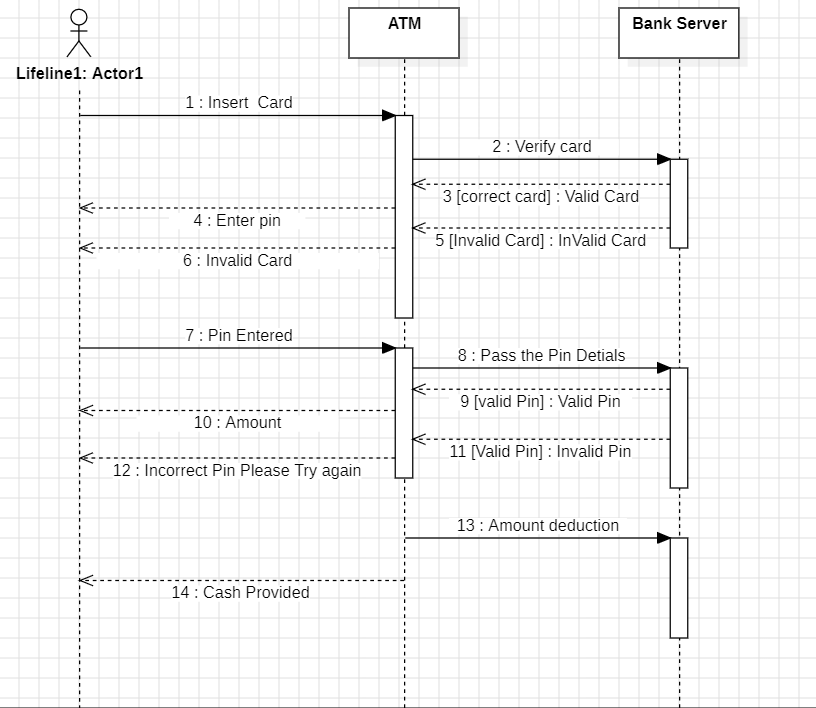 ATM
Bank Server
Lifeline1: Actor1
1 : Insert  Card
2 : Verify card
3 [correct card] : Valid Card
4 : Enter pin
5 [Invalid Card] : InValid Card
6 : Invalid Card
7 : Pin Entered
8 : Pass the Pin Detials
9 [valid Pin] : Valid Pin
10 : Amount
11 [Valid Pin] : Invalid Pin
12 : Incorrect Pin Please Try again
13 : Amount deduction
14 : Cash Provided